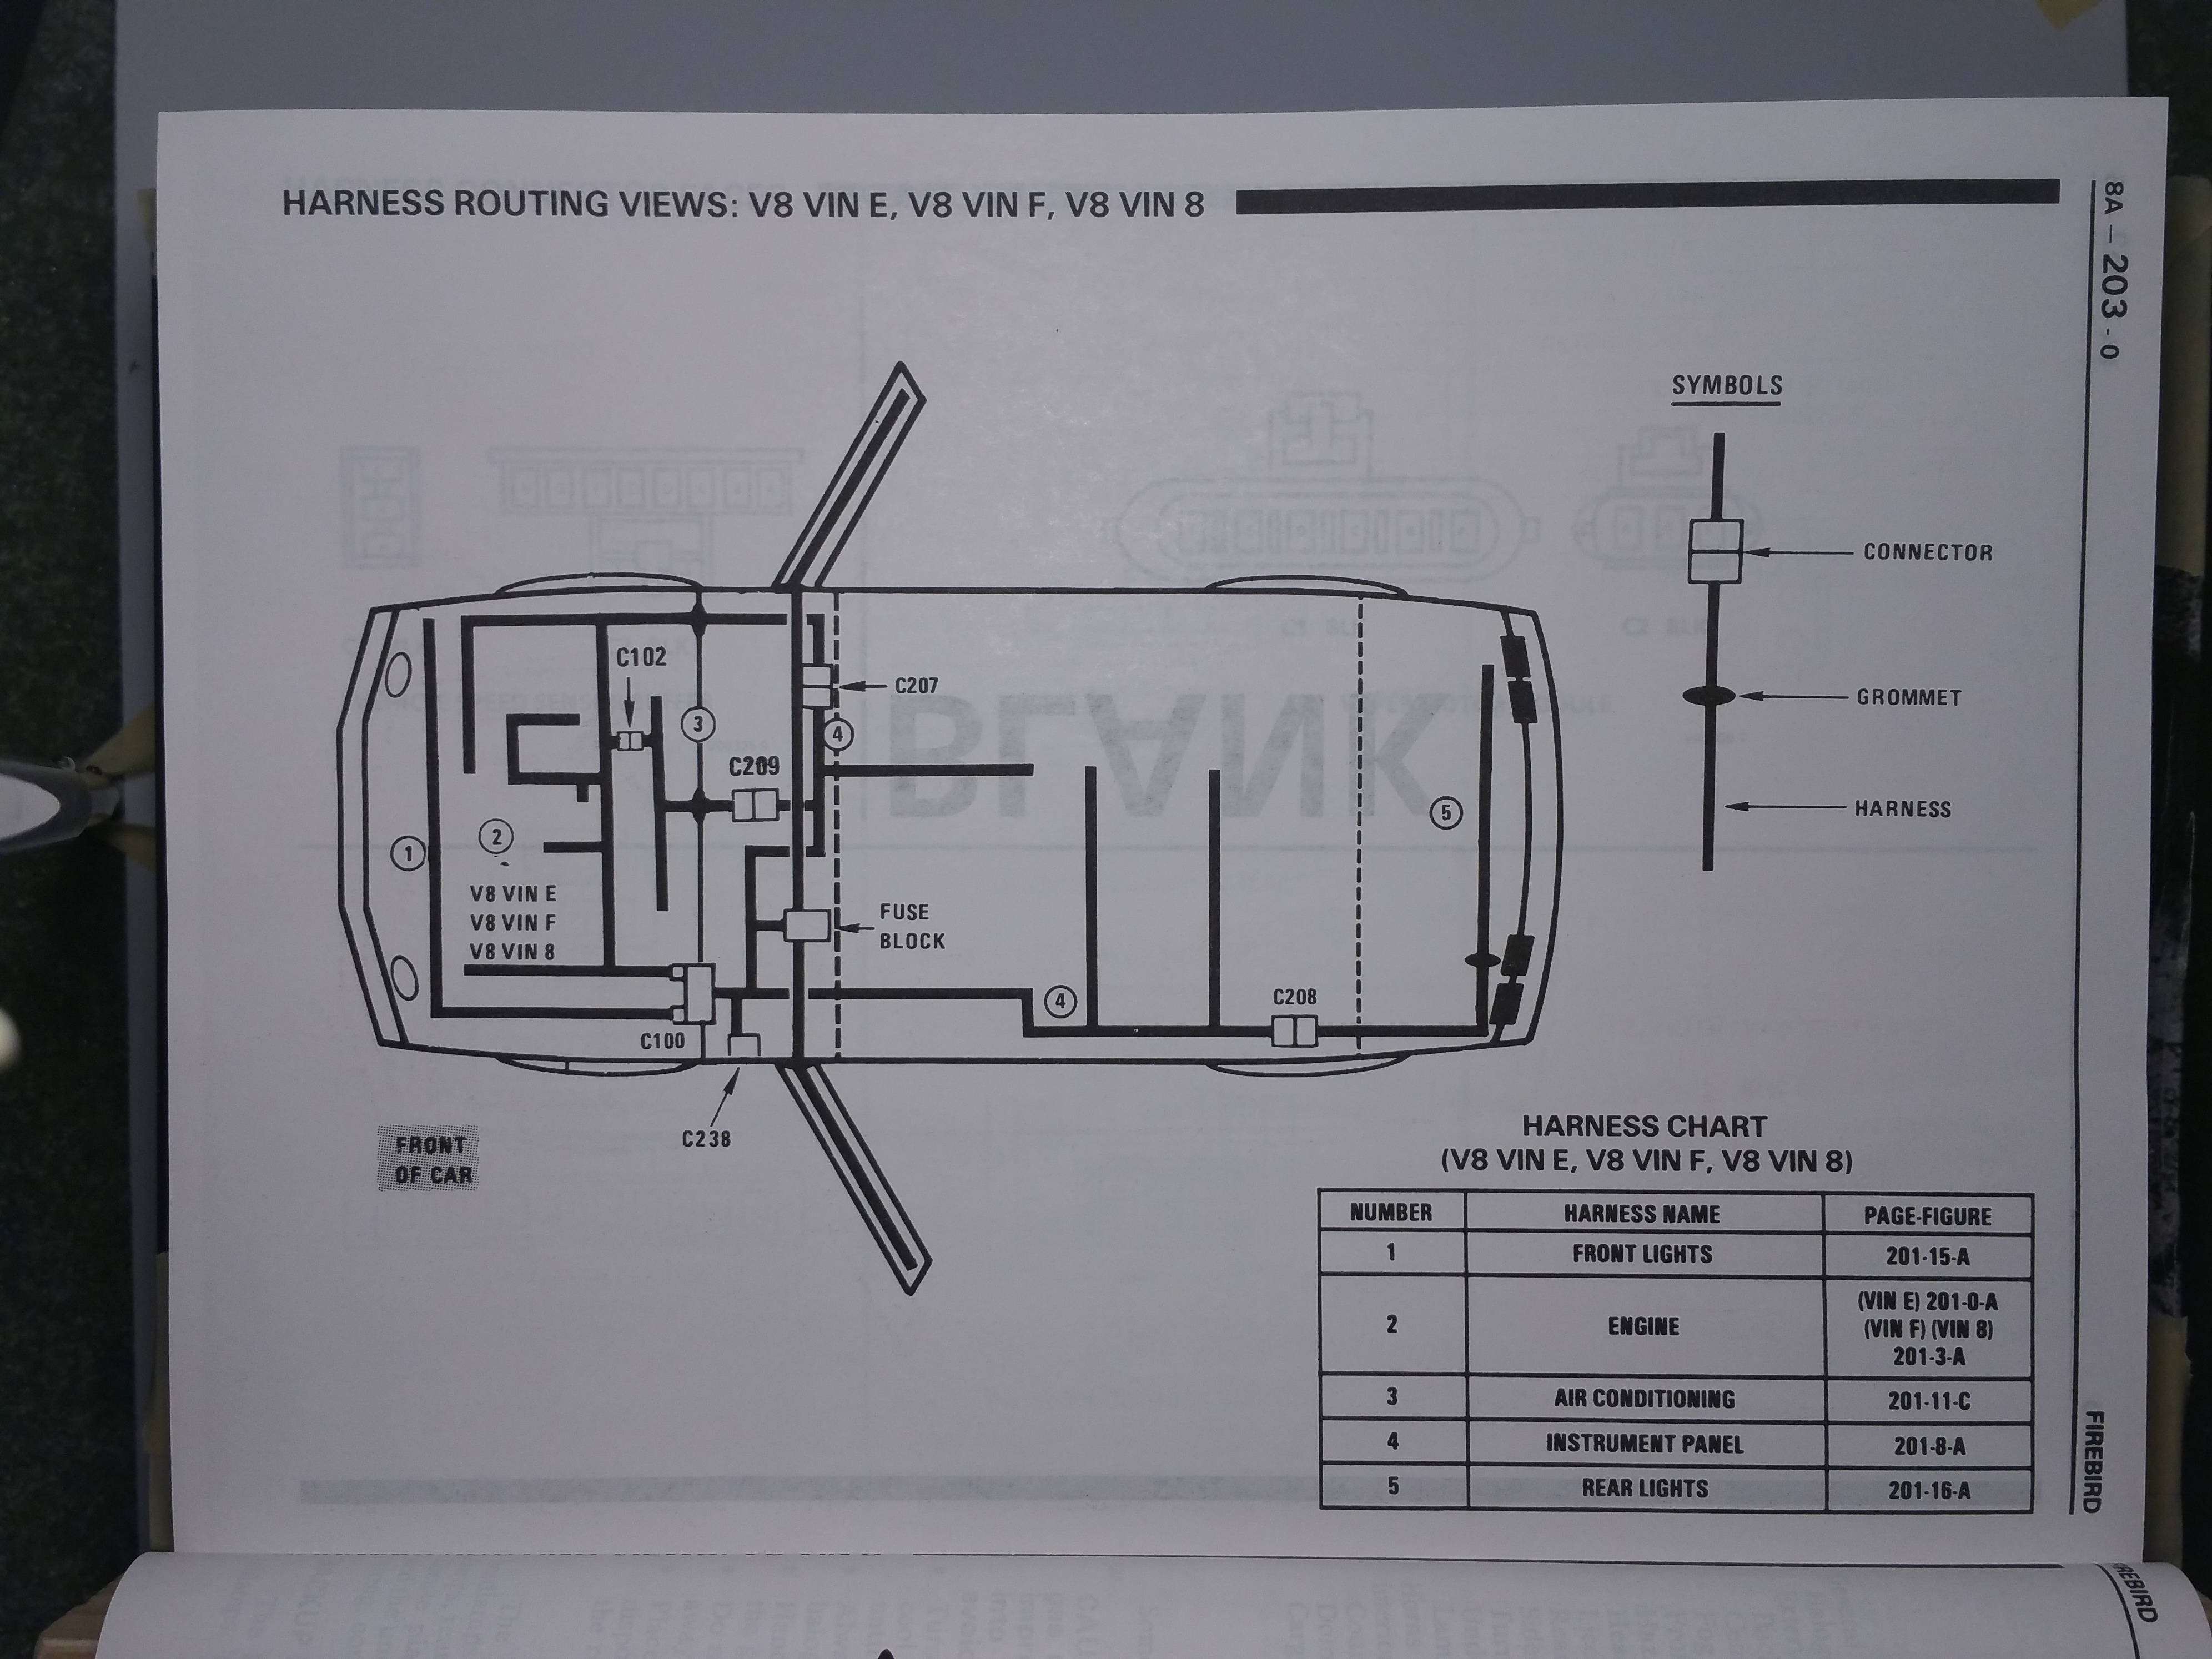 HARNESS ROUTING VIEWS: V8 VIN E, V8 VIN F, V8 VIN 8
8A - 203 - 0
SYMBOLS
CONNECTOR
GROMMET
HARNESS
C102
C207
3
4
C209
BLANK
5
2
1
V8 VIN E
V8 VIN F
V8 VIN 8
FUSE
BLOCK
4
C208
C100
C238
FRONT
OF CAR
HARNESS CHART
(V8 VIN E, V8 VIN F, V8 VIN 8)
NUMBER HARNESS NAME PAGE-FIGURE
1 FRONT LIGHTS 201-15-A
2 ENGINE (VIN E) 201-0-A
(VIN F) (VIN 8)
201-3-A
3 AIR CONDITIONING 201-11-C
4 INSTRUMENT PANEL 201-8-A
5 REAR LIGHTS 201-16-A
FIREBIRD